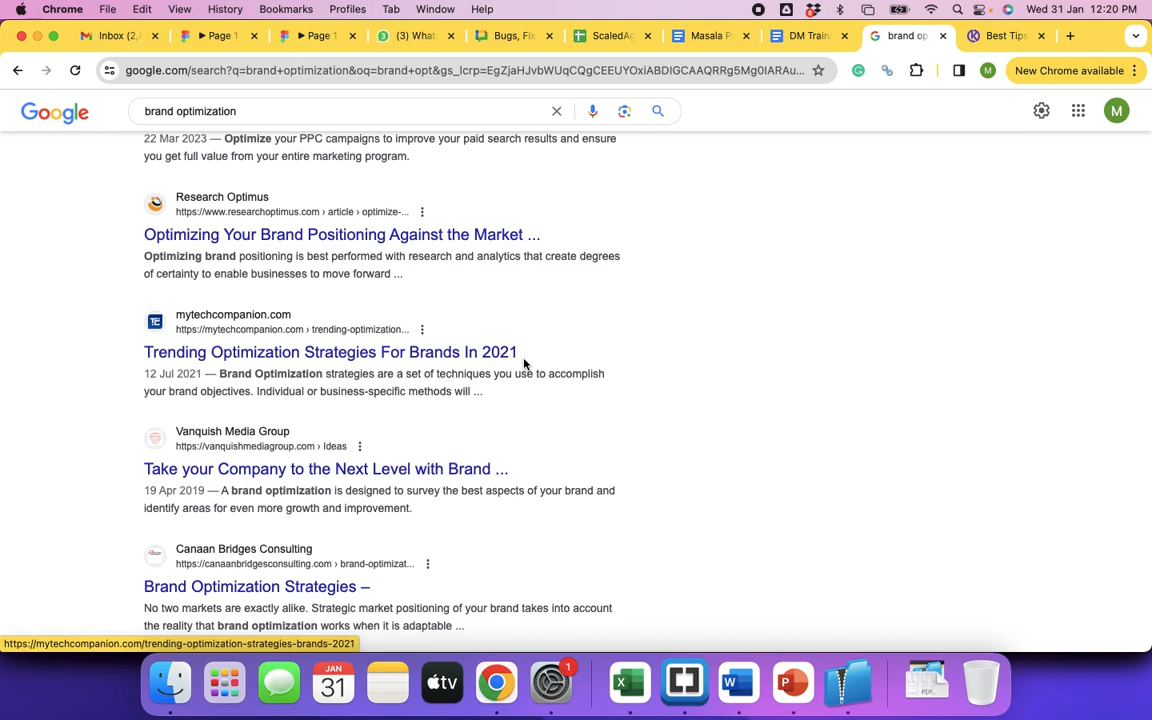 Chrome File Edit View History Bookmarks Profiles Tab Window Help Wed 31 Jan 12:20 PM
Inbox (2, Page 1 Page 1 (3) What Bugs, Fix ScaledAg Masala P DM Train brand op Best Tips
google.com/search?q=brand+optimization&oq=brand+opt&gs_lcrp=EgZjaHJvbWUqCQgCEEUYOxiABDIGCAAQRRg5Mg0IARAu... New Chrome available
Google brand optimization M
22 Mar 2023 — Optimize your PPC campaigns to improve your paid search results and ensure
you get full value from your entire marketing program.
Research Optimus
https://www.researchoptimus.com › article › optimize-...
Optimizing Your Brand Positioning Against the Market ...
Optimizing brand positioning is best performed with research and analytics that create degrees
of certainty to enable businesses to move forward ...
mytechcompanion.com
https://mytechcompanion.com › trending-optimization...
Trending Optimization Strategies For Brands In 2021
12 Jul 2021 — Brand Optimization strategies are a set of techniques you use to accomplish
your brand objectives. Individual or business-specific methods will ...
Vanquish Media Group
https://vanquishmediagroup.com › Ideas
Take your Company to the Next Level with Brand ...
19 Apr 2019 — A brand optimization is designed to survey the best aspects of your brand and
identify areas for even more growth and improvement.
Canaan Bridges Consulting
https://canaanbridgesconsulting.com › brand-optimizat...
Brand Optimization Strategies –
No two markets are exactly alike. Strategic market positioning of your brand takes into account
the reality that brand optimization works when it is adaptable ...
https://mytechcompanion.com/trending-optimization-strategies-brands-2021
JAN
31
tv
1
PDF